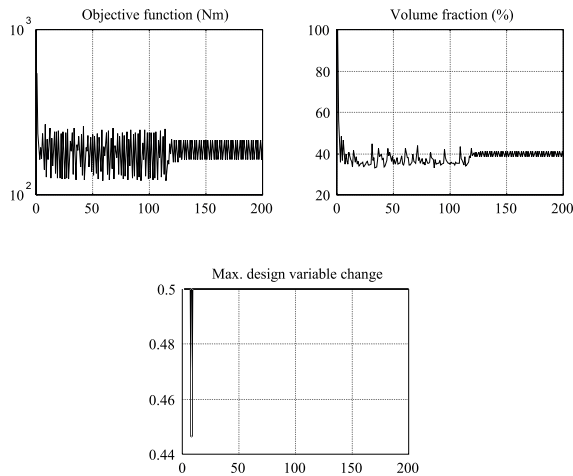 Objective function (Nm)
10^3
10^2
0 50 100 150 200
Volume fraction (%)
100
80
60
40
20
0 50 100 150 200
Max. design variable change
0.5
0.48
0.46
0.44
0 50 100 150 200